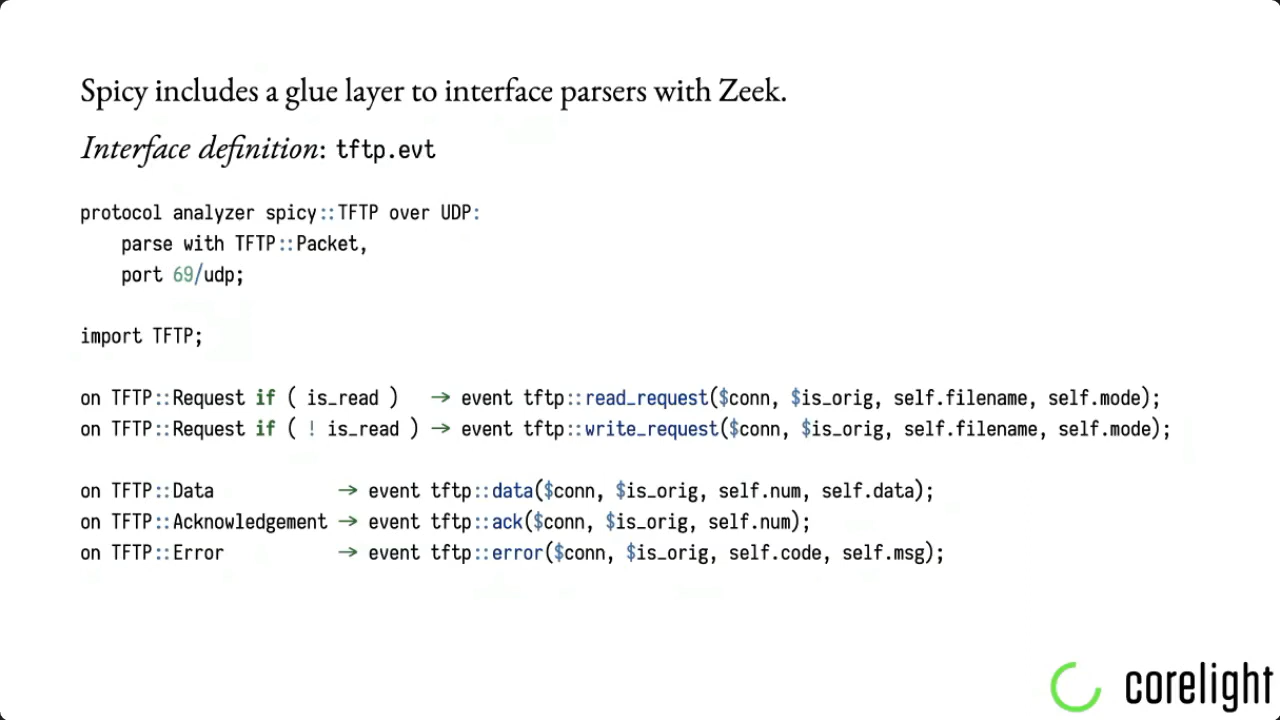 Spicy includes a glue layer to interface parsers with Zeek.
Interface definition: tftp.evt
protocol analyzer spicy::TFTP over UDP:
    parse with TFTP::Packet,
    port 69/udp;
import TFTP;
on TFTP::Request if ( is_read )   → event tftp::read_request($conn, $is_orig, self.filename, self.mode);
on TFTP::Request if ( ! is_read ) → event tftp::write_request($conn, $is_orig, self.filename, self.mode);
on TFTP::Data            → event tftp::data($conn, $is_orig, self.num, self.data);
on TFTP::Acknowledgement → event tftp::ack($conn, $is_orig, self.num);
on TFTP::Error           → event tftp::error($conn, $is_orig, self.code, self.msg);
corelight